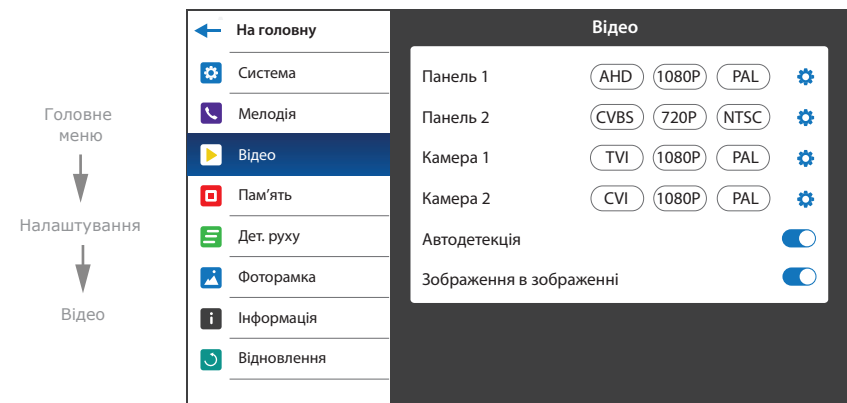 Головне
меню
Налаштування
Відео
На головну
Система
Мелодія
Відео
Пам’ять
Дет. руху
Фоторамка
Інформація
Відновлення
Відео
Панель 1 AHD 1080P PAL
Панель 2 CVBS 720P NTSC
Камера 1 TVI 1080P PAL
Камера 2 CVI 1080P PAL
Автодетекція
Зображення в зображенні